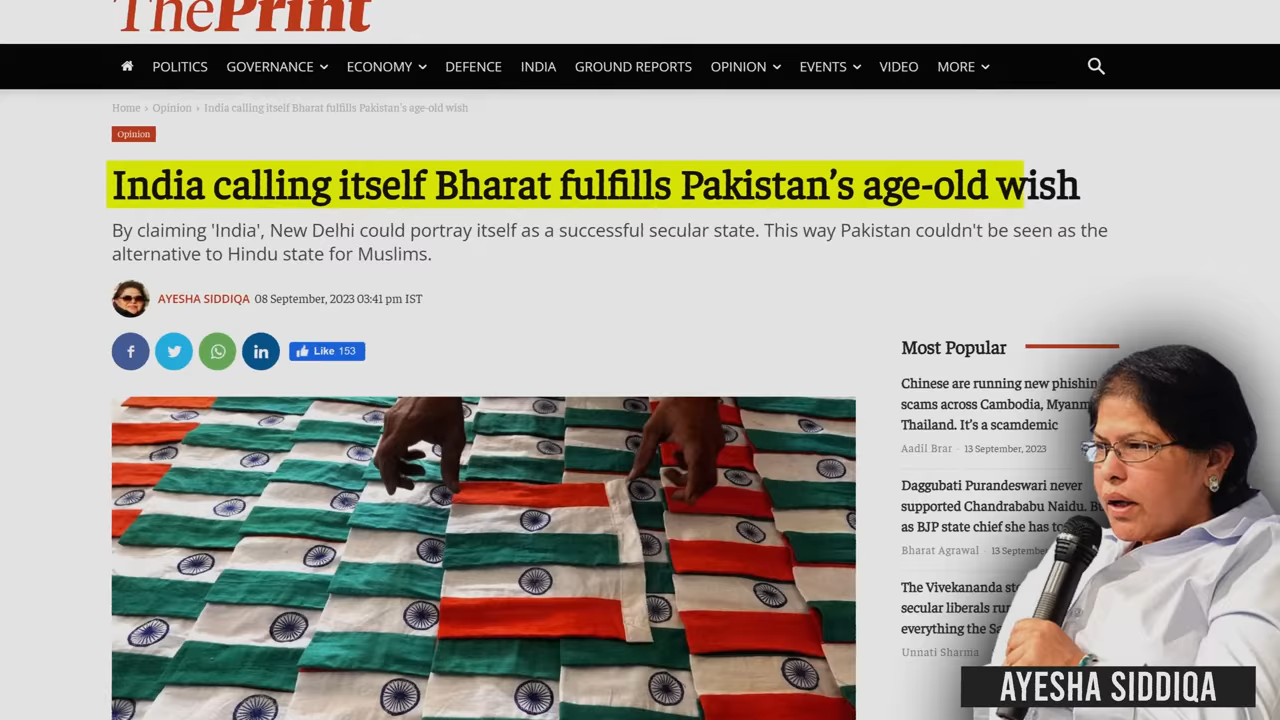 ThePrint
POLITICS GOVERNANCE ECONOMY DEFENCE INDIA GROUND REPORTS OPINION EVENTS VIDEO MORE
Home › Opinion › India calling itself Bharat fulfills Pakistan's age-old wish
Opinion
India calling itself Bharat fulfills Pakistan's age-old wish
By claiming 'India', New Delhi could portray itself as a successful secular state. This way Pakistan couldn't be seen as the
alternative to Hindu state for Muslims.
AYESHA SIDDIQA 08 September, 2023 03:41 pm IST
Like 153
Most Popular
Chinese are running new phishin
scams across Cambodia, Myanm
Thailand. It's a scamdemic
Aadil Brar - 13 September, 2023
Daggubati Purandeswari never
supported Chandrababu Naidu. B
as BJP state chief she has to
Bharat Agrawal - 13 September
The Vivekananda st
secular liberals ru
everything the Sa
Unnati Sharma
AYESHA SIDDIQA